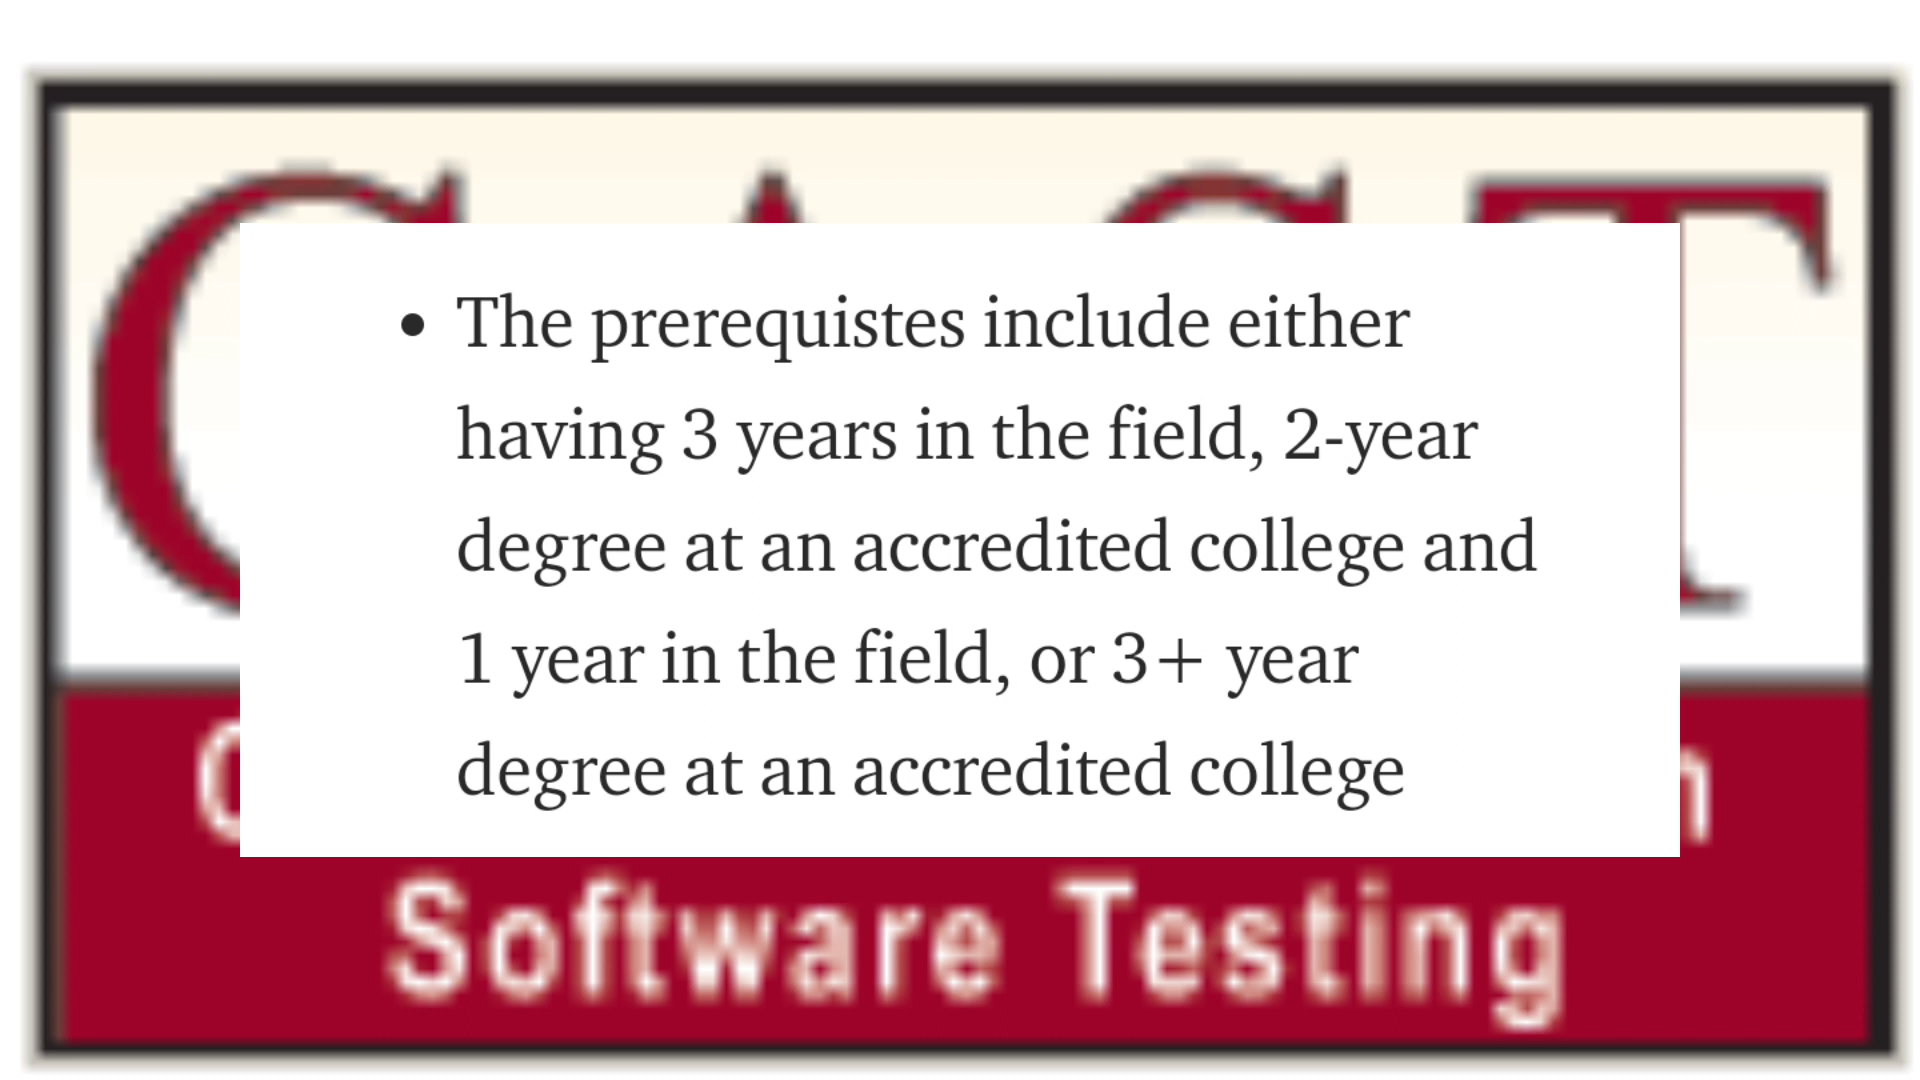 CAST
• The prerequistes include either
having 3 years in the field, 2-year
degree at an accredited college and
1 year in the field, or 3+ year
degree at an accredited college
Software Testing